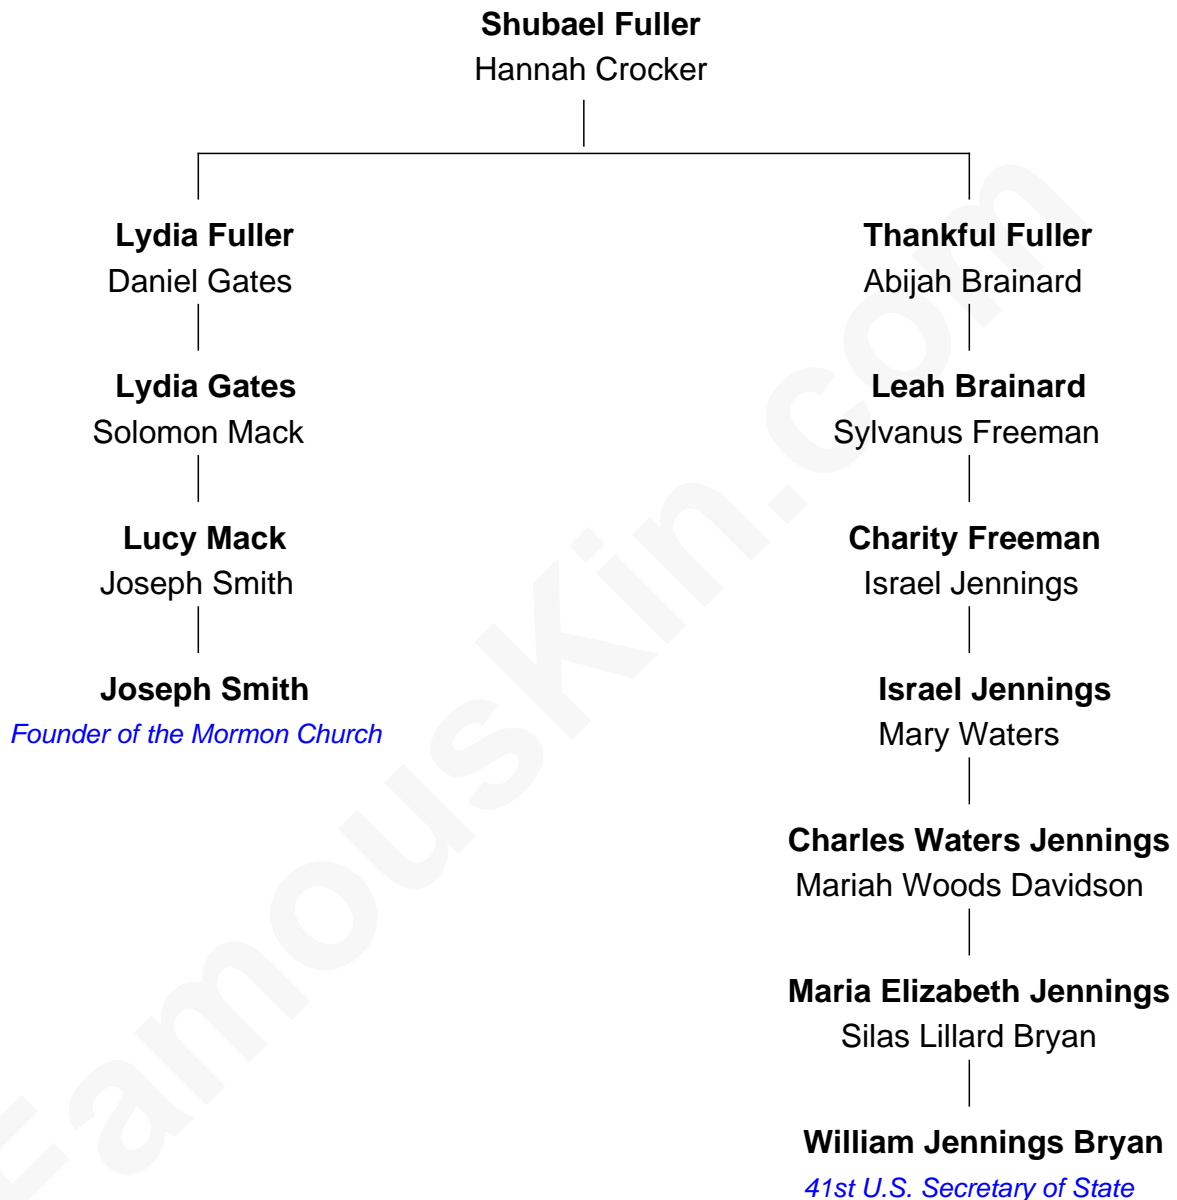 Shubael Fuller
Hannah Crocker
Lydia Fuller
Daniel Gates
Thankful Fuller
Abijah Brainard
Lydia Gates
Solomon Mack
Leah Brainard
Sylvanus Freeman
Lucy Mack
Joseph Smith
Charity Freeman
Israel Jennings
Joseph Smith
Founder of the Mormon Church
Israel Jennings
Mary Waters
Charles Waters Jennings
Mariah Woods Davidson
Maria Elizabeth Jennings
Silas Lillard Bryan
William Jennings Bryan
41st U.S. Secretary of State
FamousKin.com